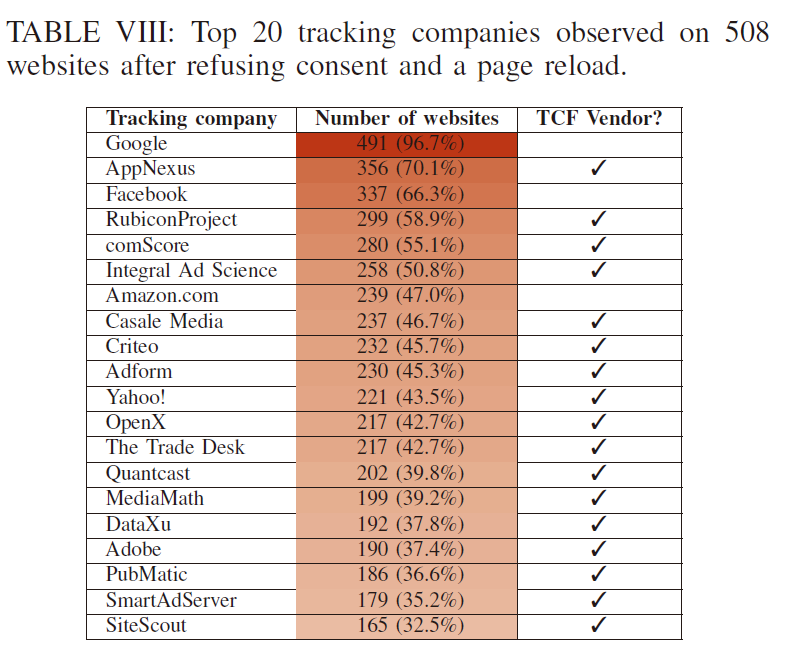 TABLE VIII: Top 20 tracking companies observed on 508
websites after refusing consent and a page reload.
Tracking company Number of websites TCF Vendor?
Google 491 (96.7%)
AppNexus 356 (70.1%) ✓
Facebook 337 (66.3%)
RubiconProject 299 (58.9%) ✓
comScore 280 (55.1%) ✓
Integral Ad Science 258 (50.8%) ✓
Amazon.com 239 (47.0%)
Casale Media 237 (46.7%) ✓
Criteo 232 (45.7%) ✓
Adform 230 (45.3%) ✓
Yahoo! 221 (43.5%) ✓
OpenX 217 (42.7%) ✓
The Trade Desk 217 (42.7%) ✓
Quantcast 202 (39.8%) ✓
MediaMath 199 (39.2%) ✓
DataXu 192 (37.8%) ✓
Adobe 190 (37.4%) ✓
PubMatic 186 (36.6%) ✓
SmartAdServer 179 (35.2%) ✓
SiteScout 165 (32.5%) ✓